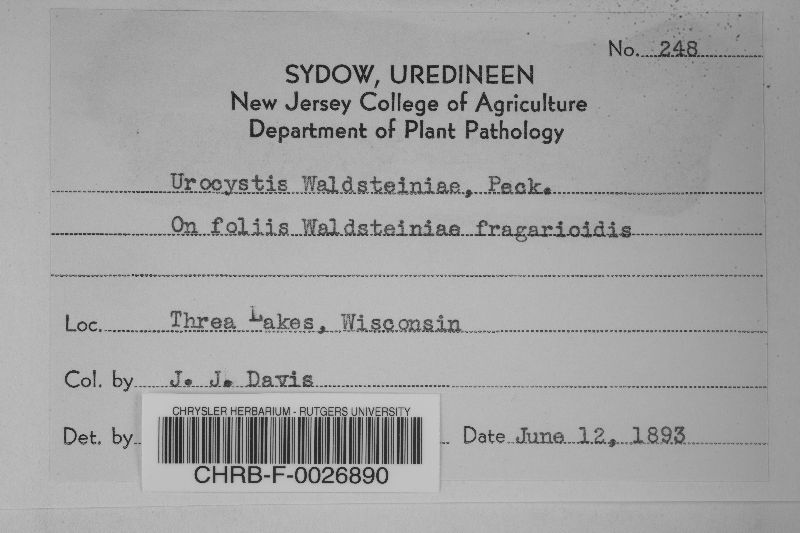 No. 248
SYDOW, UREDINEEN
New Jersey College of Agriculture
Department of Plant Pathology
Urocystis Waldsteiniae, Peck.
On foliis Waldsteiniae fragarioidis
Loc. Threa Lakes, Wisconsin
Col. by J. J. Davis
Det. by
Date June 12, 1893
CHRYSLER HERBARIUM - RUTGERS UNIVERSITY
CHRB-F-0026890